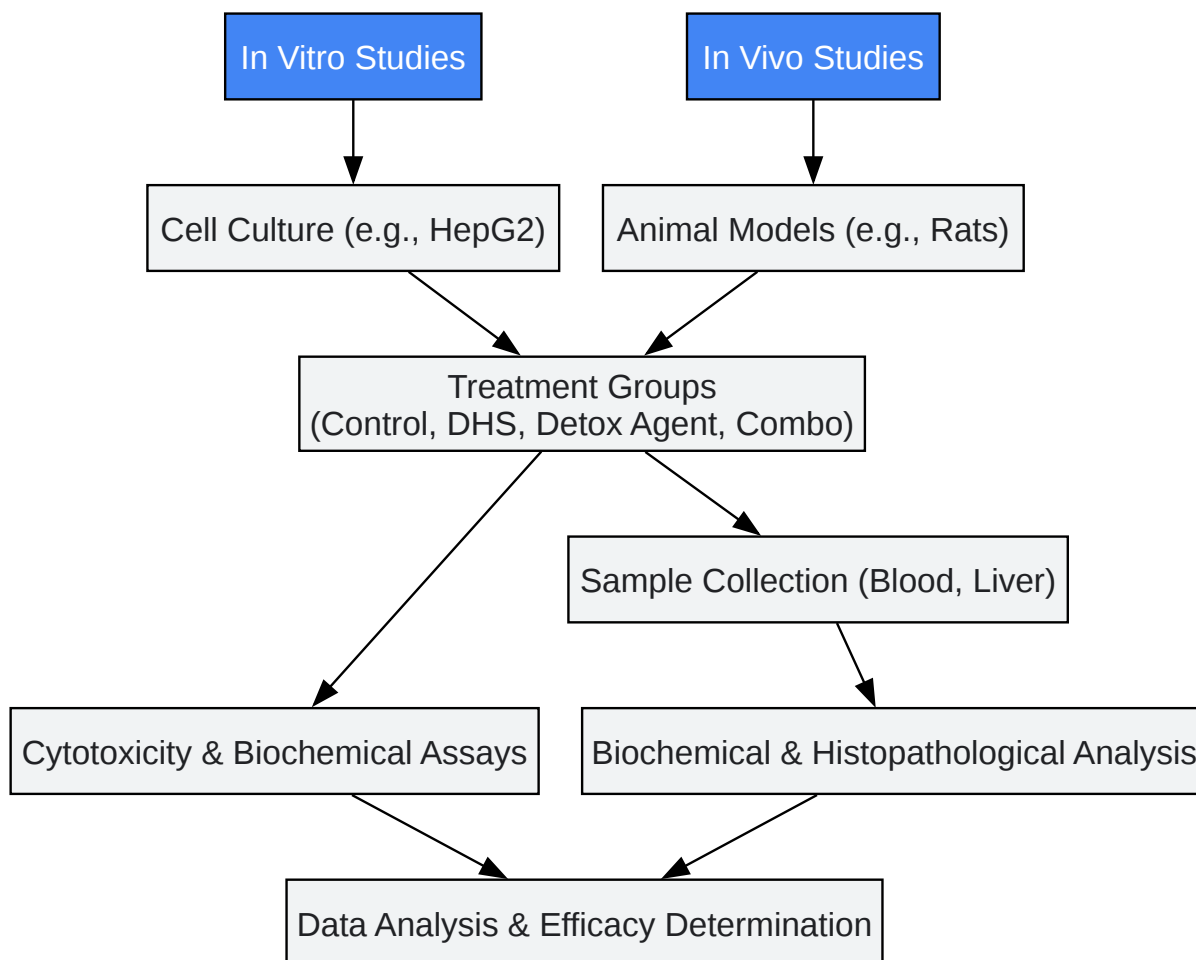 In Vitro Studies
In Vivo Studies
Cell Culture (e.g., HepG2)
Animal Models (e.g., Rats)
Treatment Groups
(Control, DHS, Detox Agent, Combo)
Sample Collection (Blood, Liver)
Cytotoxicity & Biochemical Assays
Biochemical & Histopathological Analysis
Data Analysis & Efficacy Determination